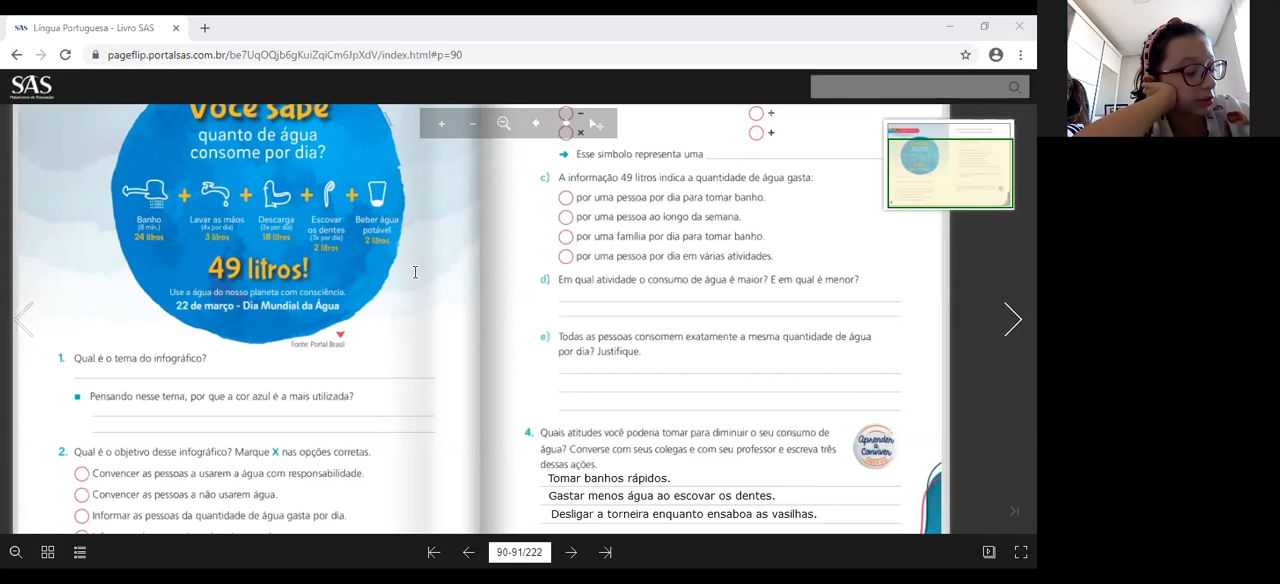 SAS Língua Portuguesa - Livro SAS
pageflip.portalsas.com.br/be7UqOQjb6gKuiZqiCm6JpXdV/index.html#p=90
SAS
Plataforma de Educação
Você sabe
quanto de água
consome por dia?
+ + + +
Banho
(8 min.)
24 litros
Lavar as mãos
(4x por dia)
3 litros
Descarga
(3x por dia)
18 litros
Escovar
os dentes
(3x por dia)
2 litros
Beber água
potável
2 litros
49 litros!
Use a água do nosso planeta com consciência.
22 de março - Dia Mundial da Água
Fonte: Portal Brasil
1. Qual é o tema do infográfico?
Pensando nesse tema, por que a cor azul é a mais utilizada?
2. Qual é o objetivo desse infográfico? Marque X nas opções corretas.
Convencer as pessoas a usarem a água com responsabilidade.
Convencer as pessoas a não usarem água.
Informar as pessoas da quantidade de água gasta por dia.
- ÷
x +
Esse símbolo representa uma
c) A informação 49 litros indica a quantidade de água gasta:
por uma pessoa por dia para tomar banho.
por uma pessoa ao longo da semana.
por uma família por dia para tomar banho.
por uma pessoa por dia em várias atividades.
d) Em qual atividade o consumo de água é maior? E em qual é menor?
e) Todas as pessoas consomem exatamente a mesma quantidade de água
por dia? Justifique.
4. Quais atitudes você poderia tomar para diminuir o seu consumo de
água? Converse com seus colegas e com seu professor e escreva três
dessas ações.
Aprender
a
Conviver
Tomar banhos rápidos.
Gastar menos água ao escovar os dentes.
Desligar a torneira enquanto ensaboa as vasilhas.
90-91/222